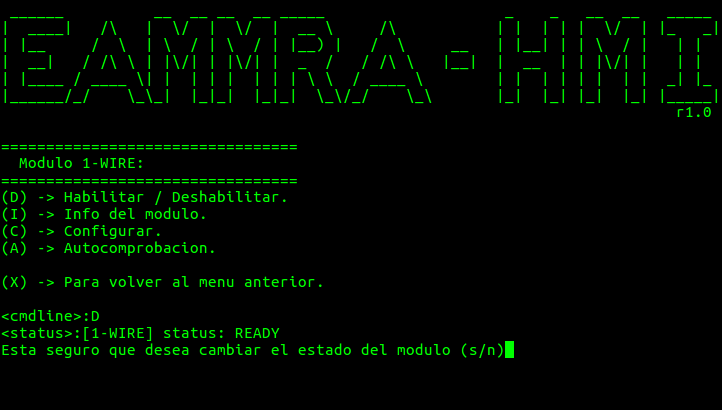 EAMRA-HMI
r1.0
=================================
Modulo 1-WIRE:
=================================
(D) -> Habilitar / Deshabilitar.
(I) -> Info del modulo.
(C) -> Configurar.
(A) -> Autocomprobacion.
(X) -> Para volver al menu anterior.
<cmdline>:D
<status>:[1-WIRE] status: READY
Esta seguro que desea cambiar el estado del modulo (s/n)